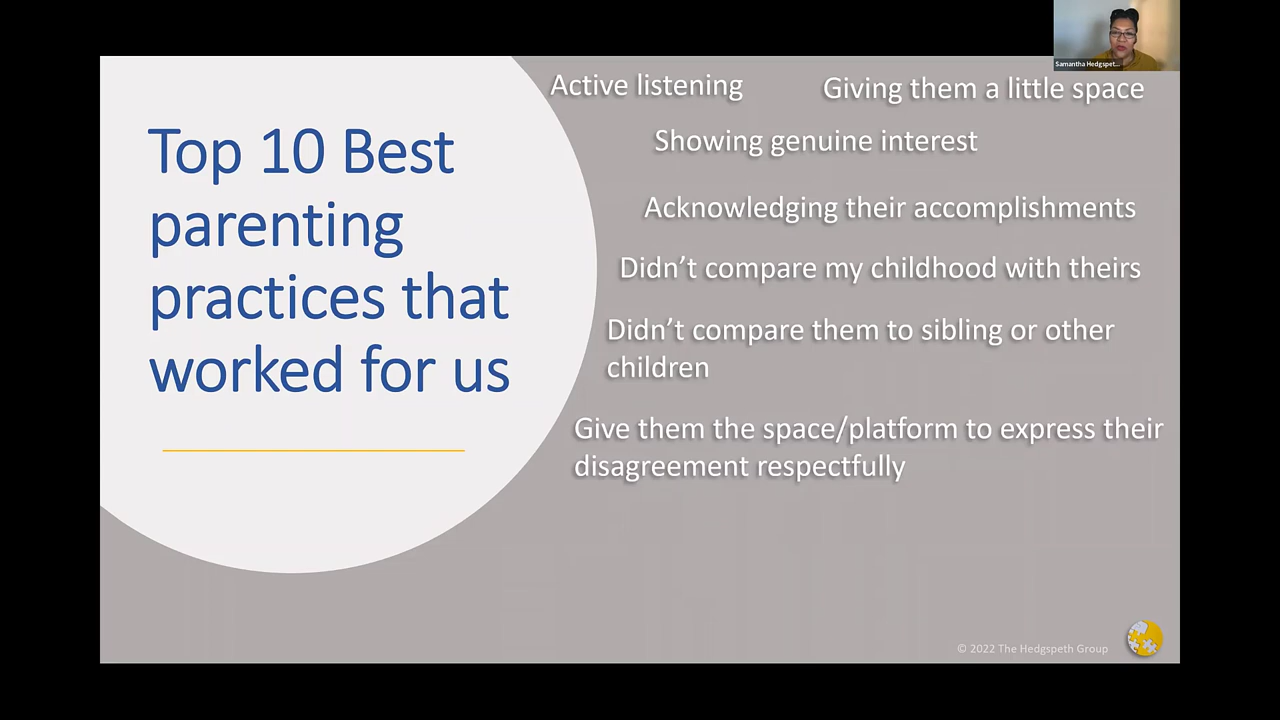 Samantha Hedgspet...
Active listening
Giving them a little space
Top 10 Best
parenting
practices that
worked for us
Showing genuine interest
Acknowledging their accomplishments
Didn't compare my childhood with theirs
Didn't compare them to sibling or other
children
Give them the space/platform to express their
disagreement respectfully
© 2022 The Hedgspeth Group